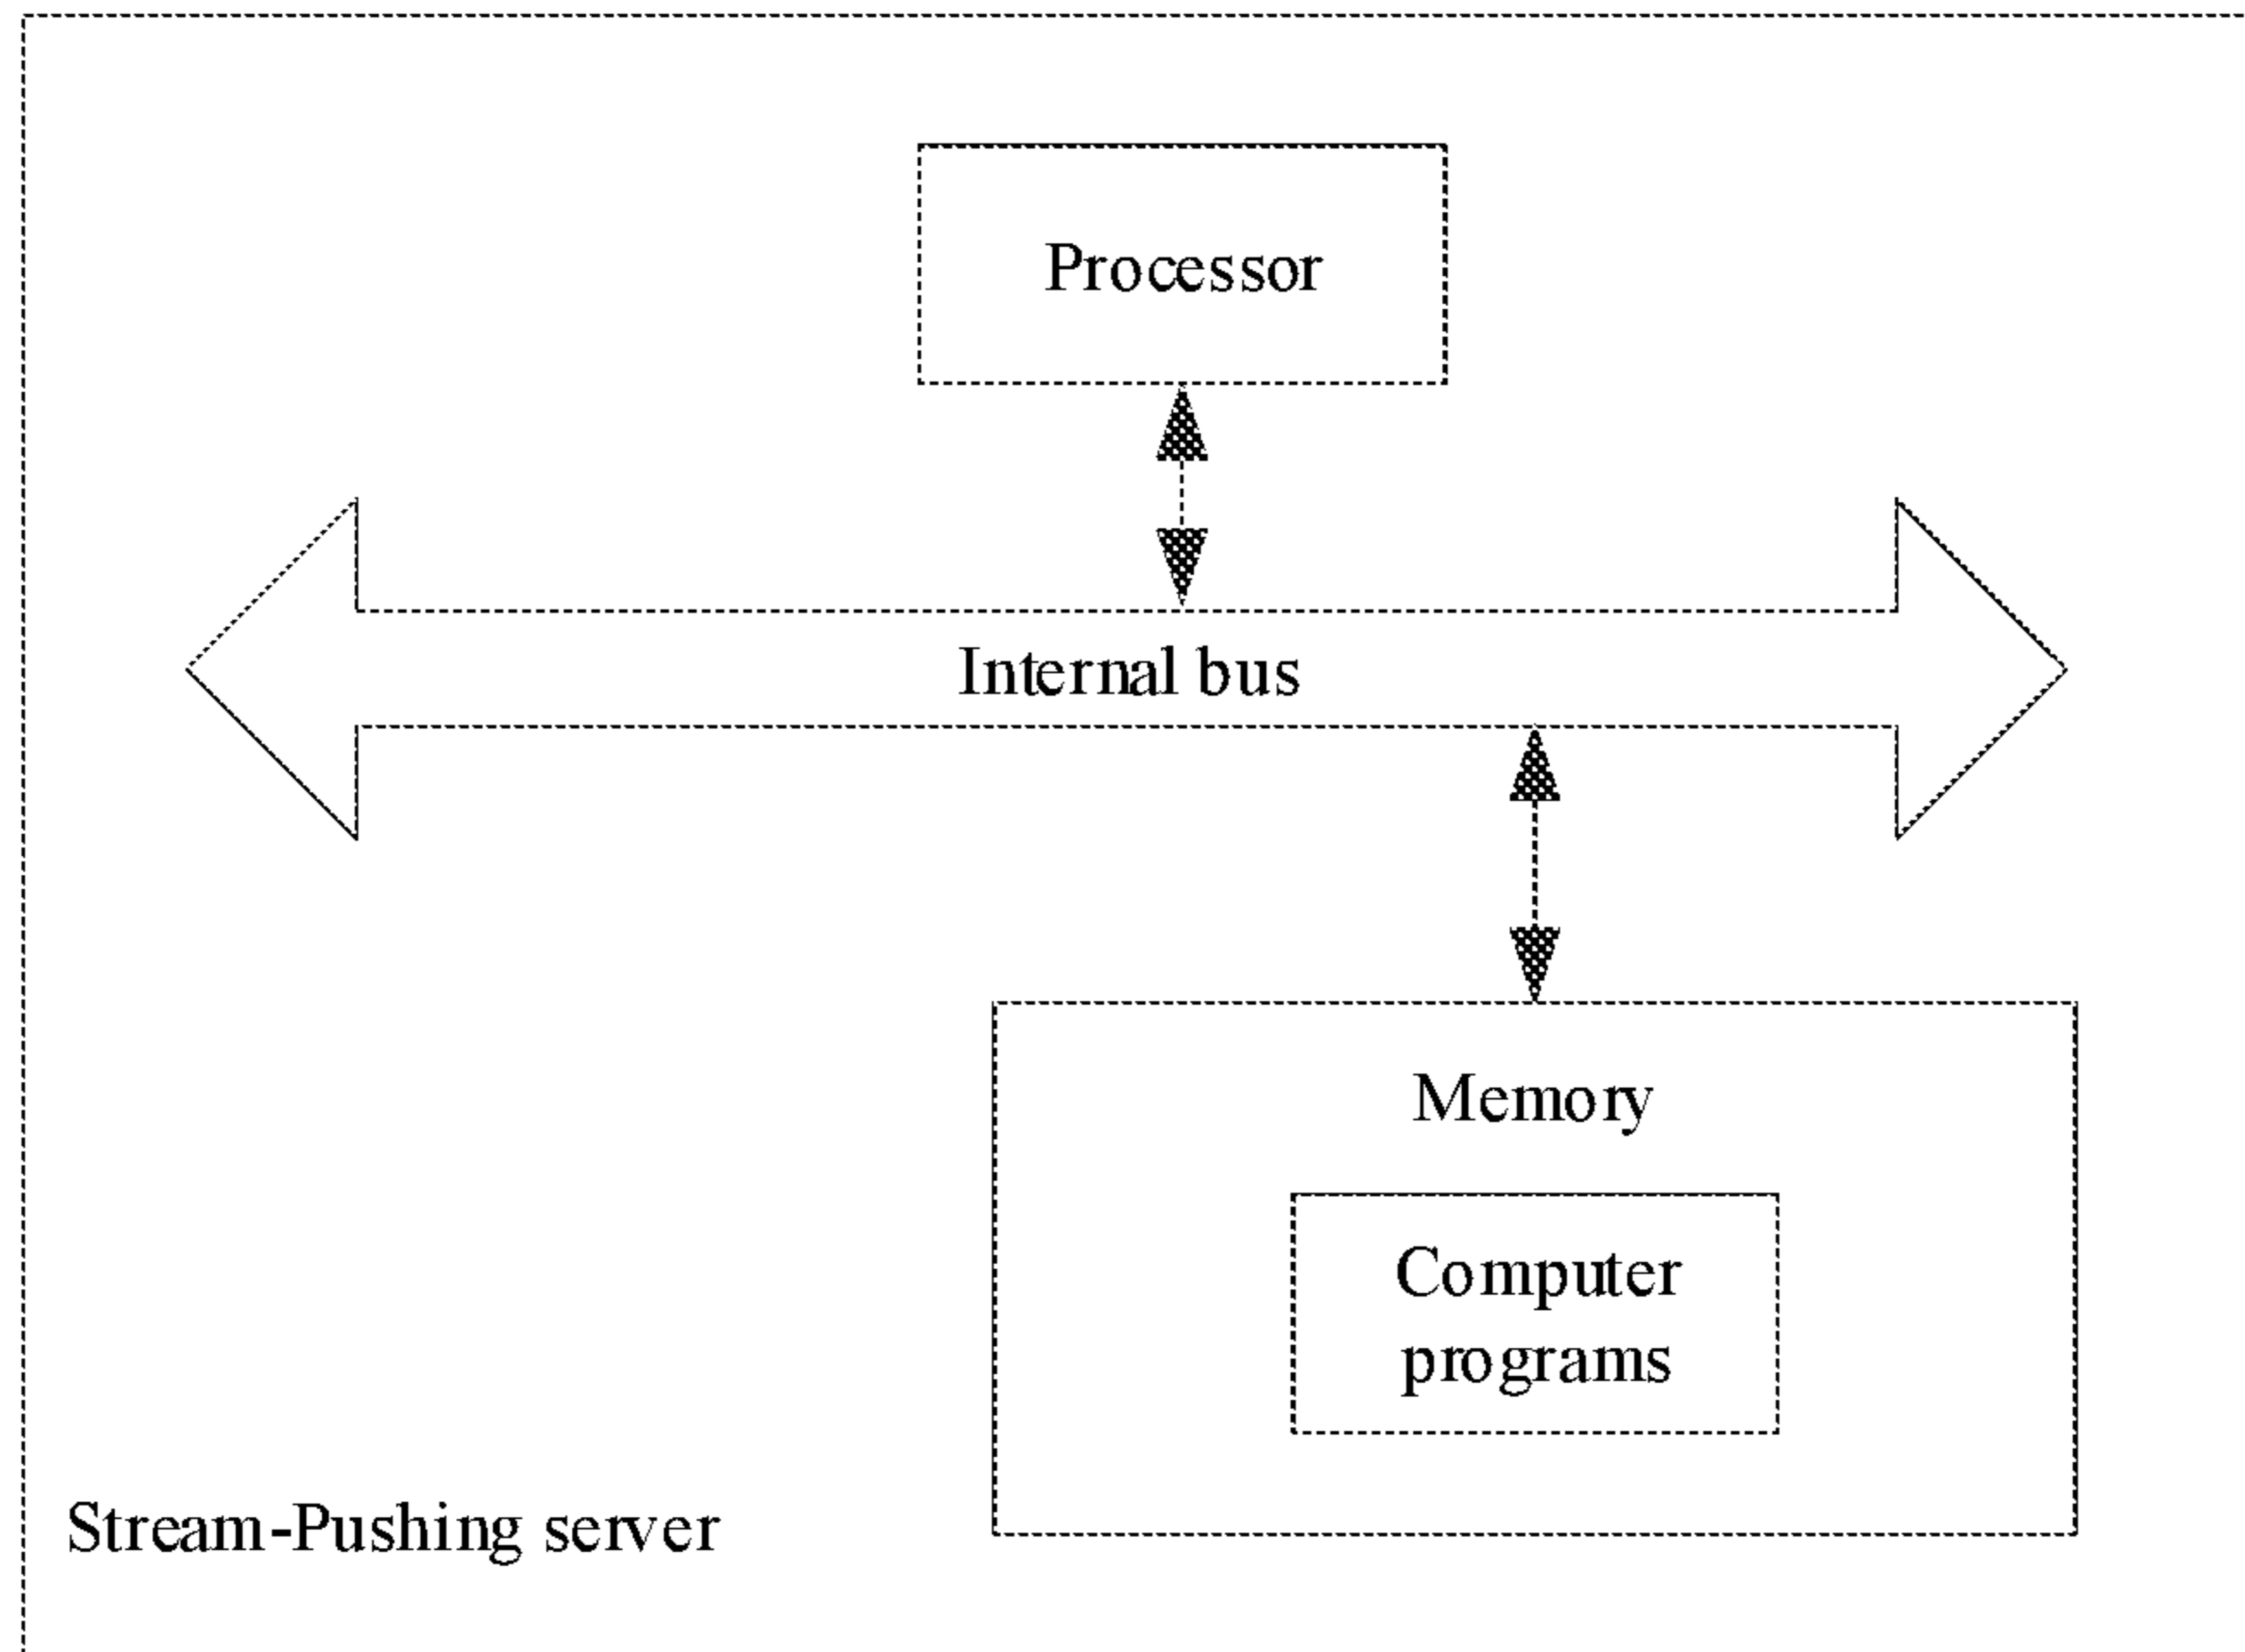 Processor
Internal bus
Memory
Computer
programs
Stream-Pushing server